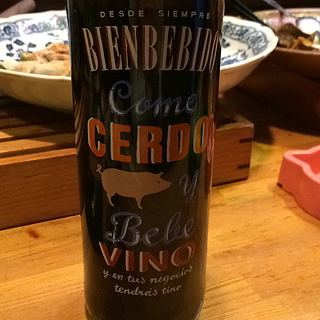 DESDE SIEMPRE
BIENBEBIDO
Come
CERDO
y
Bebe
VINO
y en tus negocios
tendrás tino